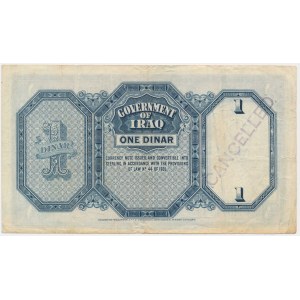 GOVERNMENT
OF
IRAQ
ONE DINAR
CURRENCY NOTE ISSUED AND CONVERTIBLE INTO
STERLING IN ACCORDANCE WITH THE PROVISIONS
OF LAW Nº 44 OF 1931.
1
DINAR
1
CANCELLED
1